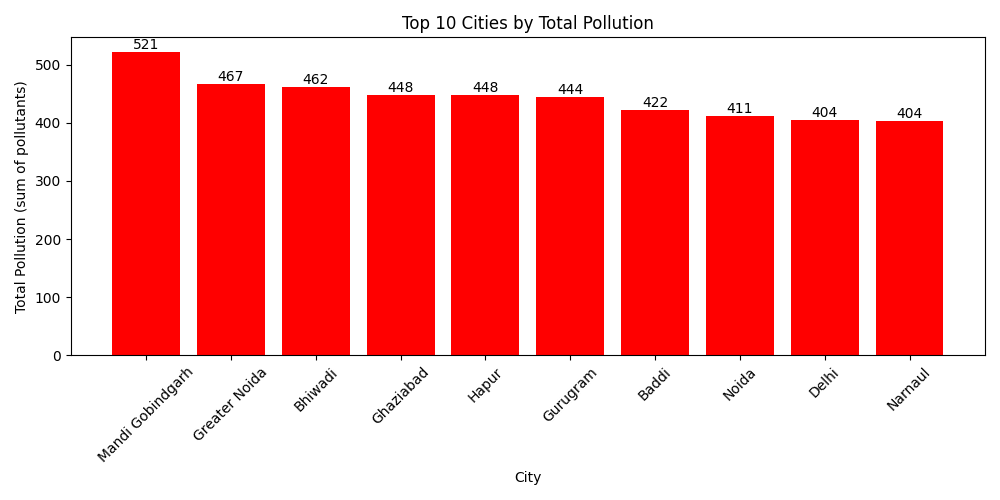 Top 10 Cities by Total Pollution
Total Pollution (sum of pollutants)
500
400
300
200
100
0
521
467
462
448
448
444
422
411
404
404
Mandi Gobindgarh
Greater Noida
Bhiwadi
Ghaziabad
Hapur
Gurugram
Baddi
Noida
Delhi
Narnaul
City